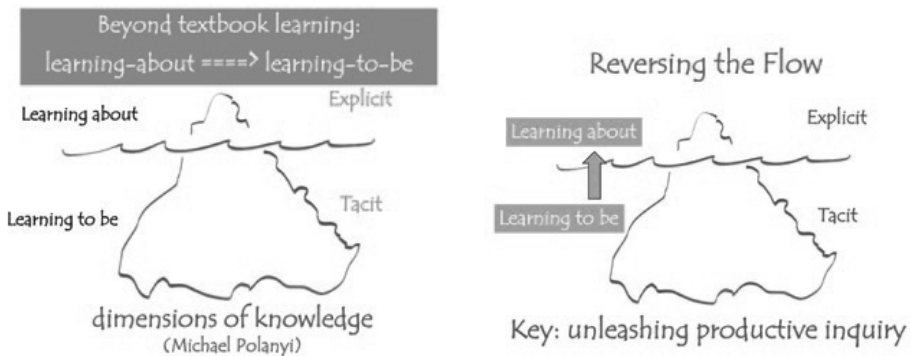 Beyond textbook learning:
learning-about ====> learning-to-be
Learning about
Explicit
Learning to be
Tacit
dimensions of knowledge
(Michael Polanyi)
Reversing the Flow
Learning about
Explicit
Learning to be
Tacit
Key: unleashing productive inquiry